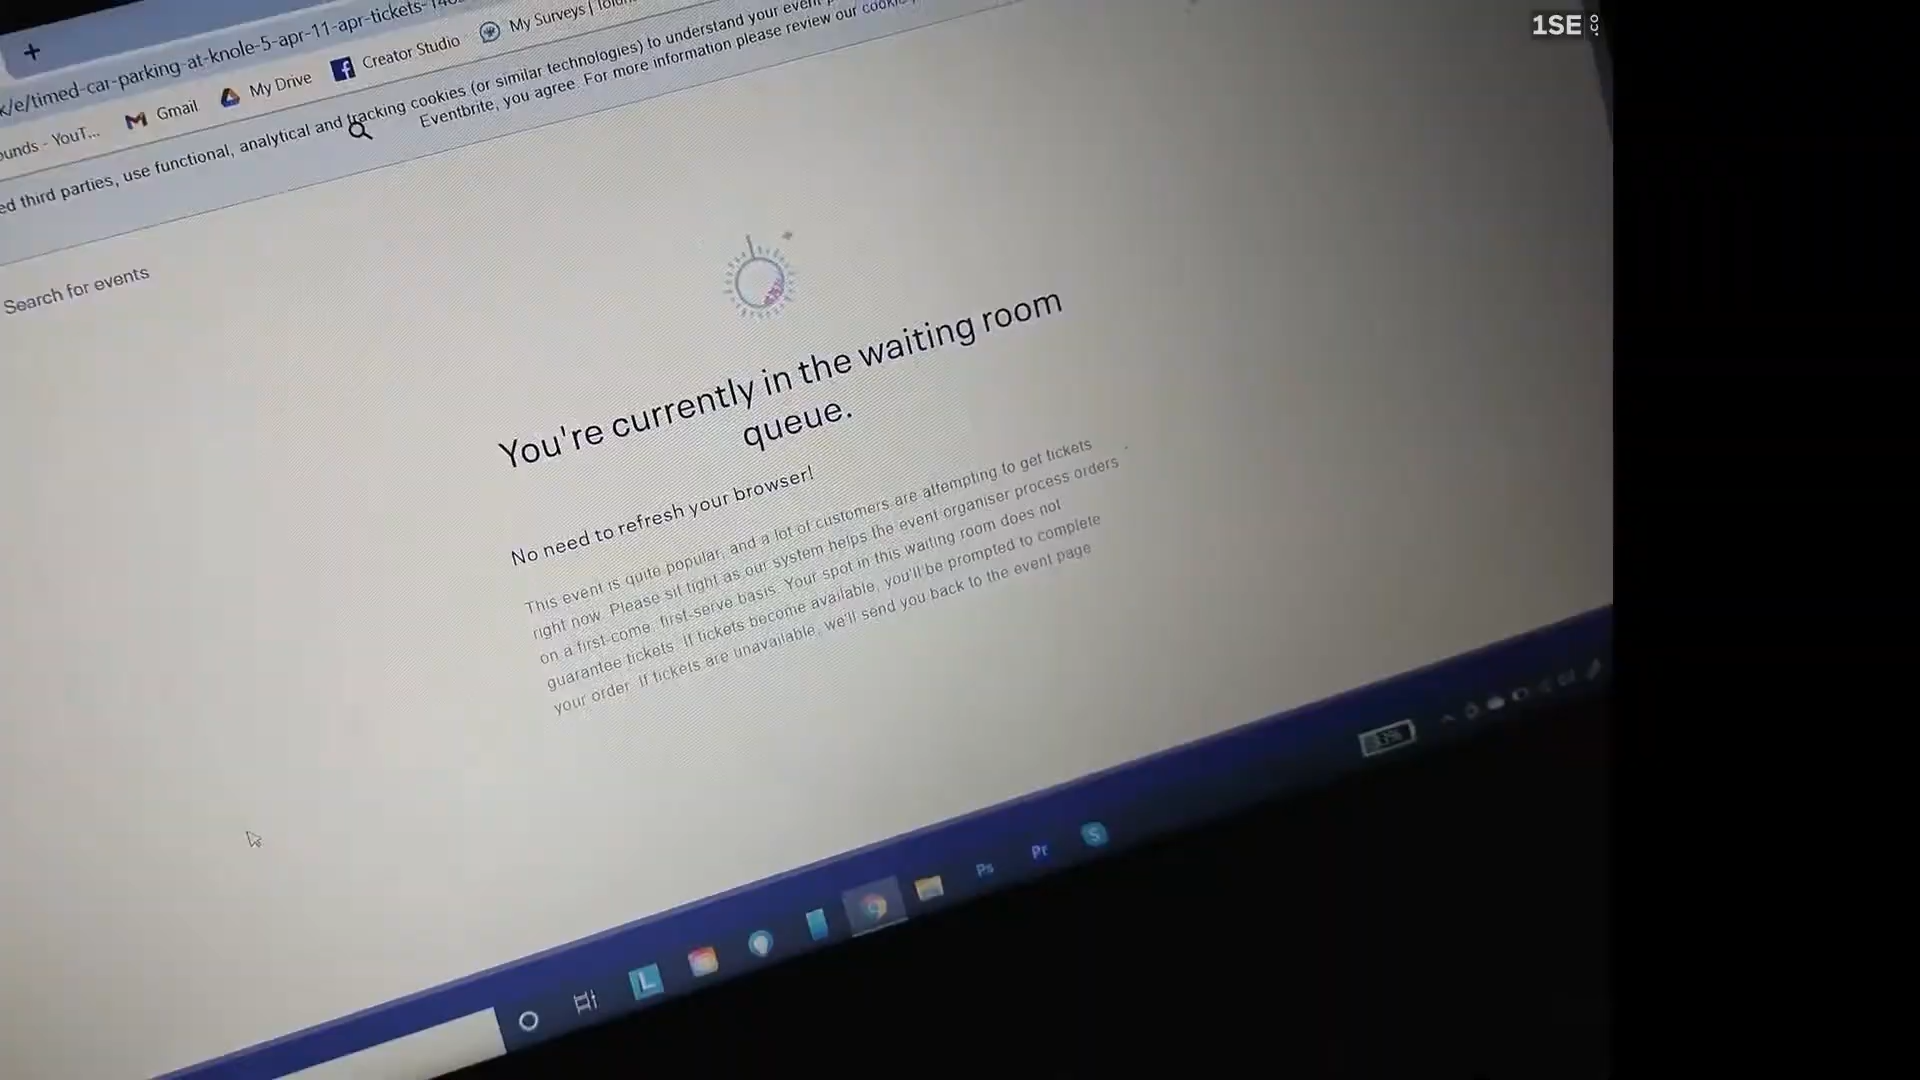 1SE.co
k/e/timed-car-parking-at-knole-5-apr-11-apr-tickets-
ounds - YouT... Gmail My Drive Creator Studio My Surveys |
ed third parties, use functional, analytical and tracking cookies (or similar technologies) to understand your event
Eventbrite, you agree. For more information please review our
Search for events
You're currently in the waiting room
queue.
No need to refresh your browser!
This event is quite popular, and a lot of customers are attempting to get tickets
right now. Please sit tight as our system helps the event organiser process orders
on a first-come, first-serve basis. Your spot in this waiting room does not
guarantee tickets. If tickets become available, you'll be prompted to complete
your order. If tickets are unavailable, we'll send you back to the event page
L Ps Pr S